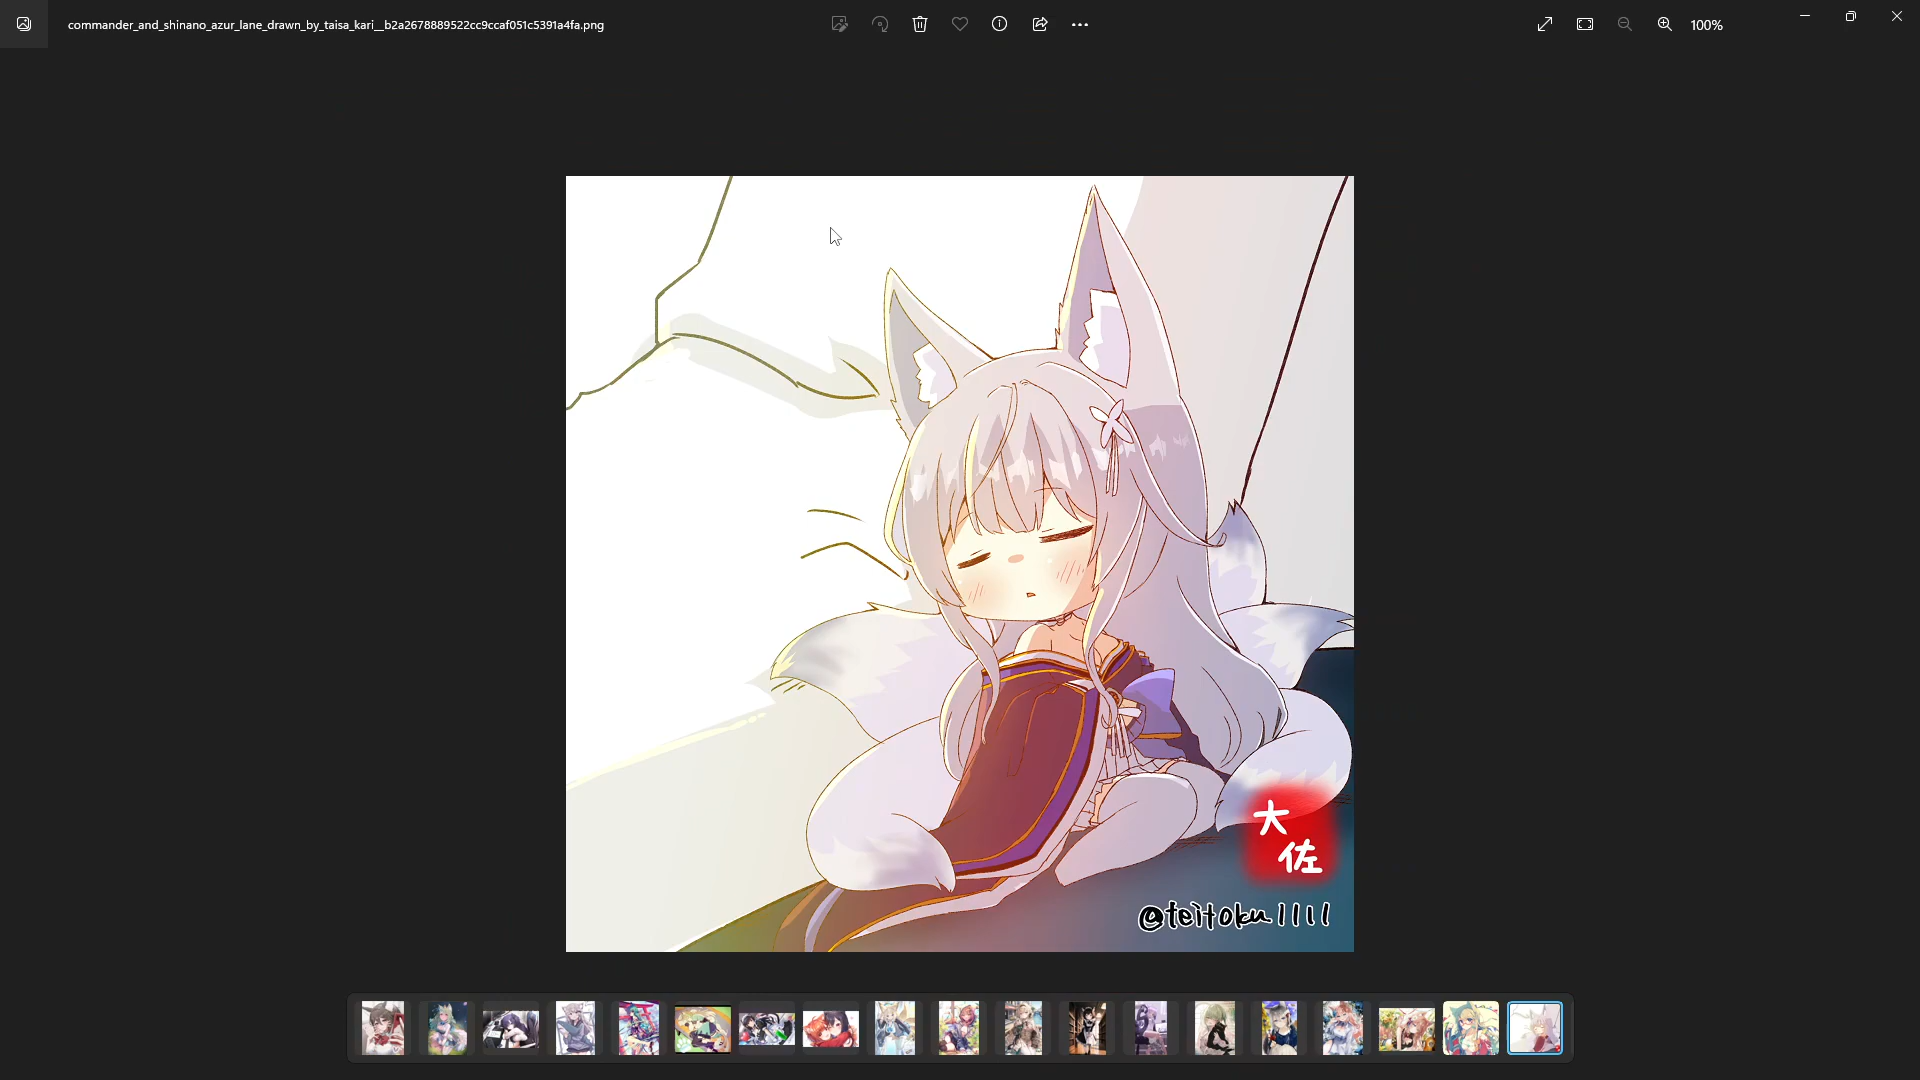 commander_and_shinano_azur_lane_drawn_by_taisa_kari__b2a2678889522cc9ccaf051c5391a4fa.png
100%
大
佐
@teitoku1111